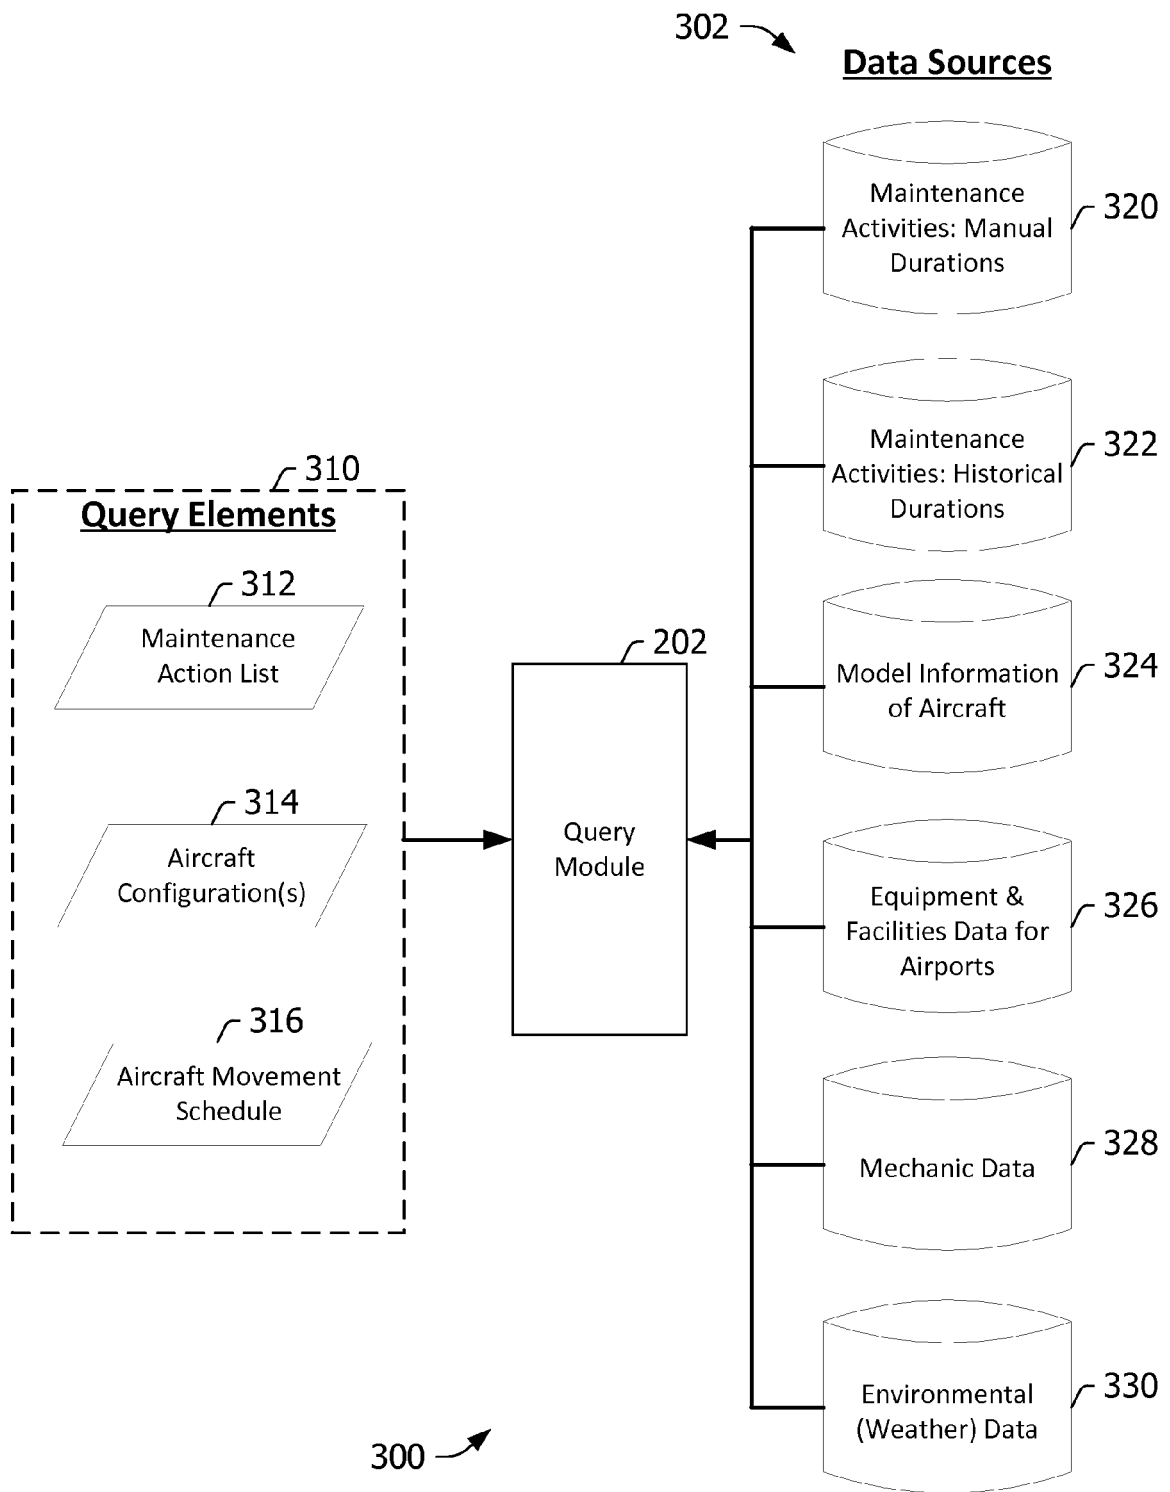 302
Data Sources
Maintenance
Activities: Manual
Durations
320
Maintenance
Activities: Historical
Durations
322
310
Query Elements
312
Maintenance
Action List
202
Model Information
of Aircraft
324
314
Aircraft
Configuration(s)
Query
Module
Equipment &
Facilities Data for
Airports
326
316
Aircraft Movement
Schedule
Mechanic Data
328
Environmental
(Weather) Data
330
300